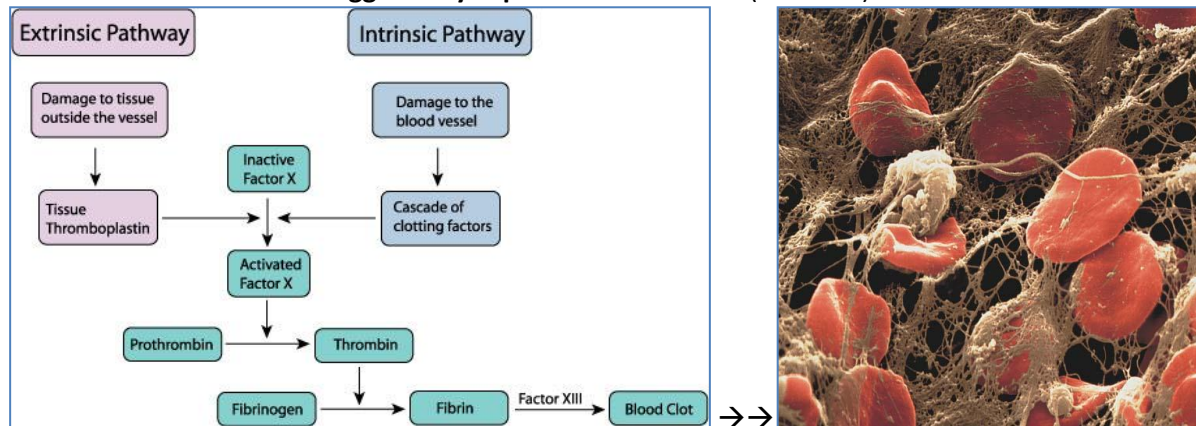 Extrinsic Pathway
Intrinsic Pathway
Damage to tissue
outside the vessel
Damage to the
blood vessel
Inactive
Factor X
Tissue
Thromboplastin
Cascade of
clotting factors
Activated
Factor X
Prothrombin
Thrombin
Fibrinogen
Fibrin
Factor XIII
Blood Clot
→→